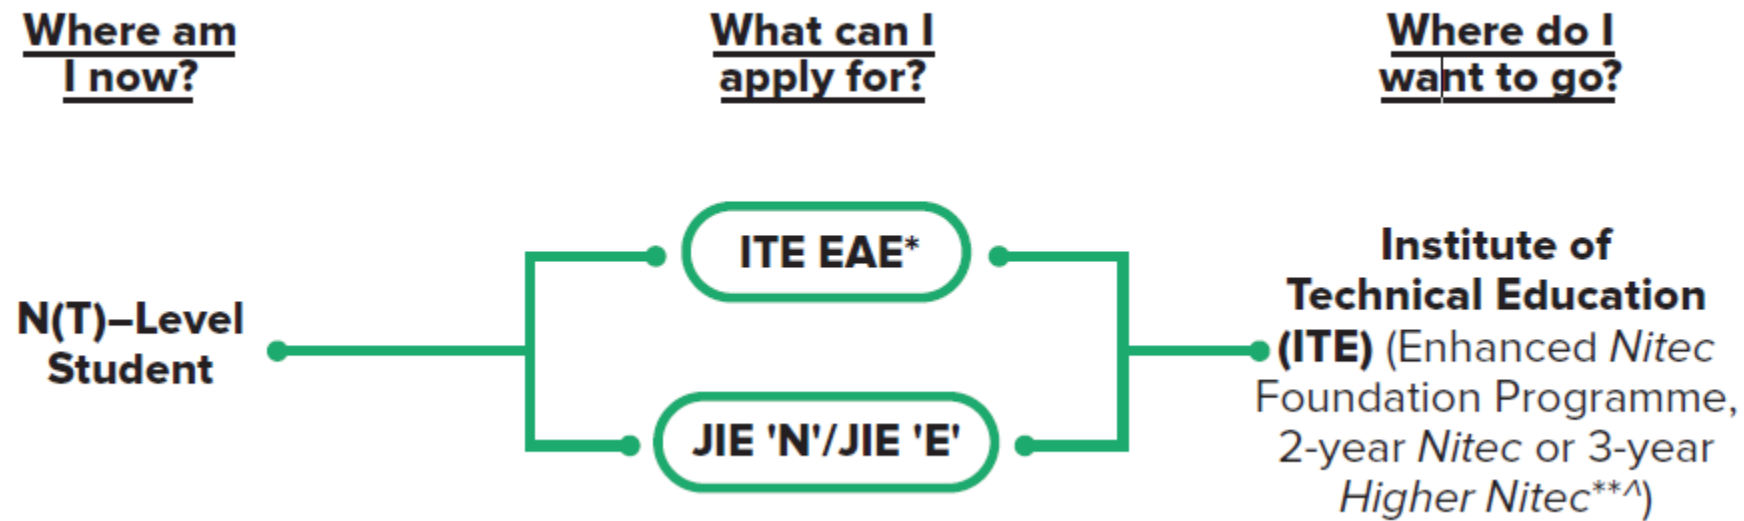 Where am
I now?
What can I
apply for?
Where do I
want to go?
N(T)–Level
Student
ITE EAE*
JIE 'N'/JIE 'E'
Institute of
Technical Education
(ITE) (Enhanced Nitec
Foundation Programme,
2-year Nitec or 3-year
Higher Nitec**^)